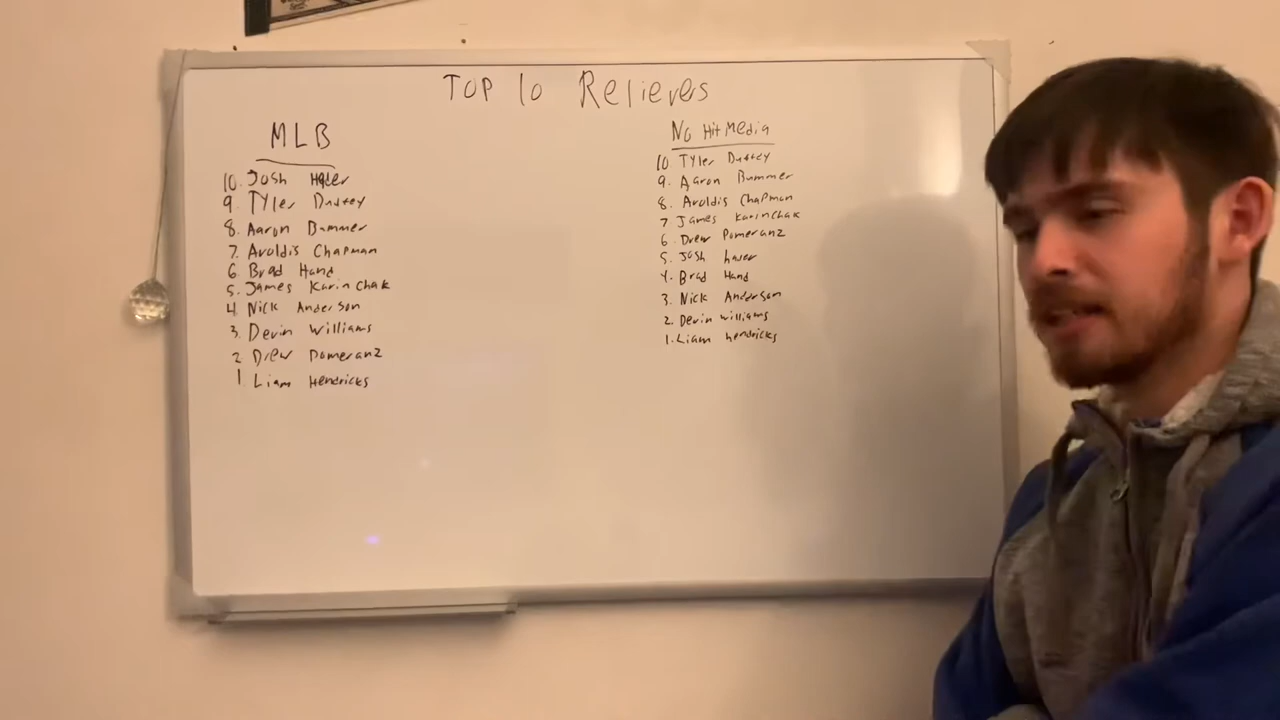 TOP 10 Relievers
MLB
10. Josh Hader
9. Tyler Duffey
8. Aaron Bummer
7. Aroldis Chapman
6. Brad Hand
5. James Karinchak
4. Nick Anderson
3. Devin Williams
2 Drew Pomeranz
1 Liam Hendricks
No Hit Media
10 Tyler Duffey
9. Aaron Bummer
8. Aroldis Chapman
7 James Karinchak
6 Drew Pomeranz
5. Josh hader
4. Brad Hand
3. Nick Anderson
2. Devin Williams
1. Liam hendricks